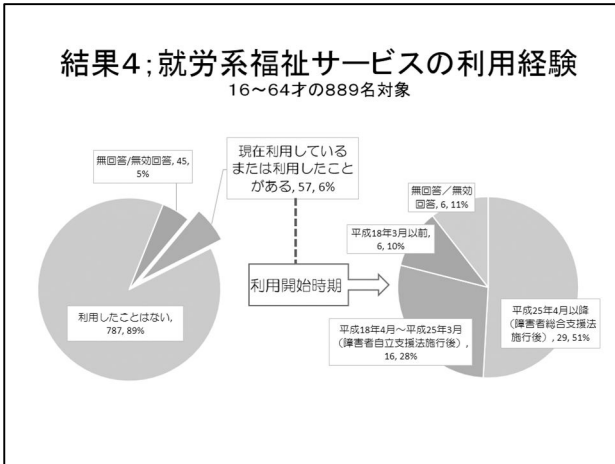 結果4；就労系福祉サービスの利用経験
16～64才の889名対象
無回答/無効回答, 45,
5%
現在利用している
または利用したこと
がある, 57, 6%
利用したことはない,
787, 89%
利用開始時期
無回答／無効
回答, 6, 11%
平成18年3月以前,
6, 10%
平成18年4月～平成25年3月
（障害者自立支援法施行後）,
16, 28%
平成25年4月以降
（障害者総合支援法
施行後）, 29, 51%